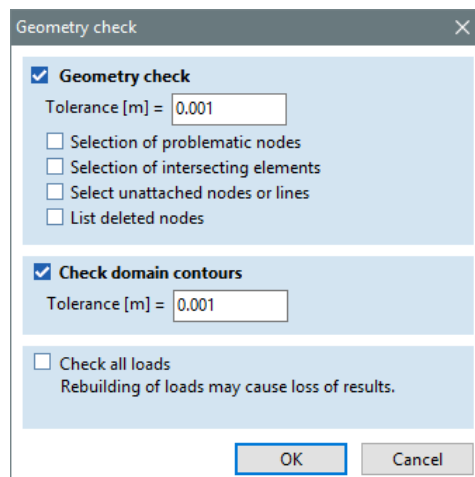 Geometry check
Geometry check
Tolerance [m] = 0.001
Selection of problematic nodes
Selection of intersecting elements
Select unattached nodes or lines
List deleted nodes
Check domain contours
Tolerance [m] = 0.001
Check all loads
Rebuilding of loads may cause loss of results.
OK Cancel